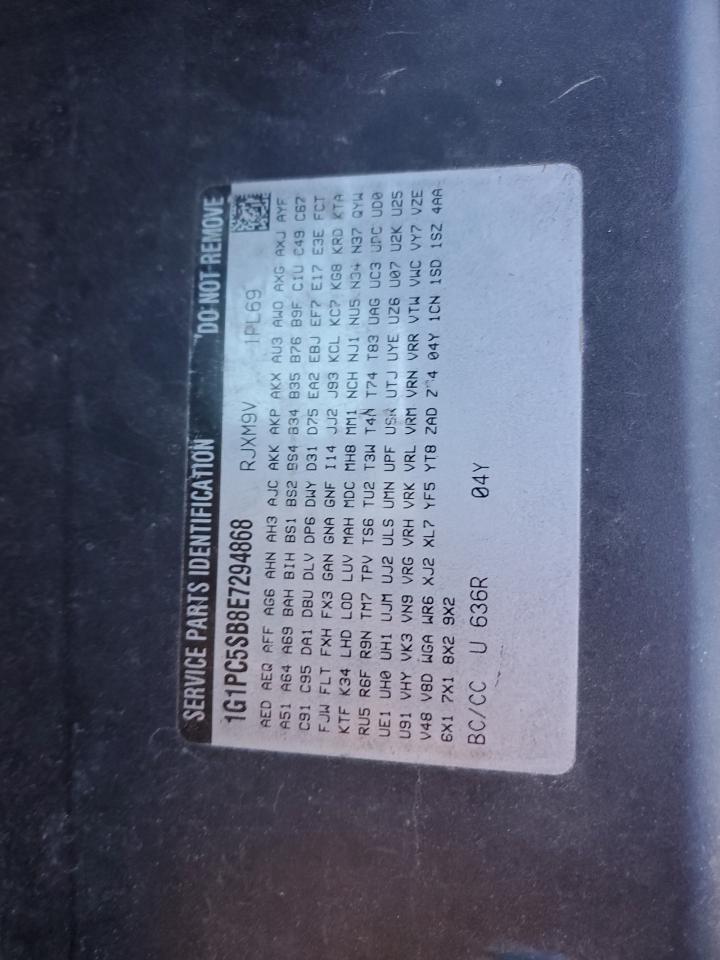 SERVICE PARTS IDENTIFICATION DO NOT REMOVE
1G1PC5SB8E7294868 RJXM9V 1PL69
AED AEQ AFF AG6 AHN AH3 AJC AKK AKP AKX AU3 AWO AXG AXJ AYF
A51 A64 A69 BAH BIH BS1 BS2 BS4 B34 B35 B76 B9F C1U C49 C67
C91 C95 DA1 DBU DLV DP6 DWY D31 D75 EA2 EBJ EF7 E17 E3E FCT
FJW FLT FXH FX3 GAN GNA GNF I14 JJ2 J93 KCL KC7 KG8 KRD KTA
KTF K34 LHD LOD LUV MAH MDC MH8 MM1 NCH NJ1 NU5 N34 N37 QYW
RU5 R6F R9N TM7 TPV TS6 TU2 T3W T4N T74 T83 UAG UC3 UDC UD0
UE1 UH0 UH1 UJM UJ2 ULS UMN UPF USR UTJ UYE UZ6 U07 U2K U25
U91 VHY VK3 VN9 VRG VRH VRK VRL VRM VRN VRR VTW VWC VY7 VZE
V48 V8D WGA WR6 XJ2 XL7 YF5 YT8 ZAD 04Y 1CN 1SD 1SZ 4AA
6X1 7X1 8X2 9X2
BC/CC U 636R 04Y